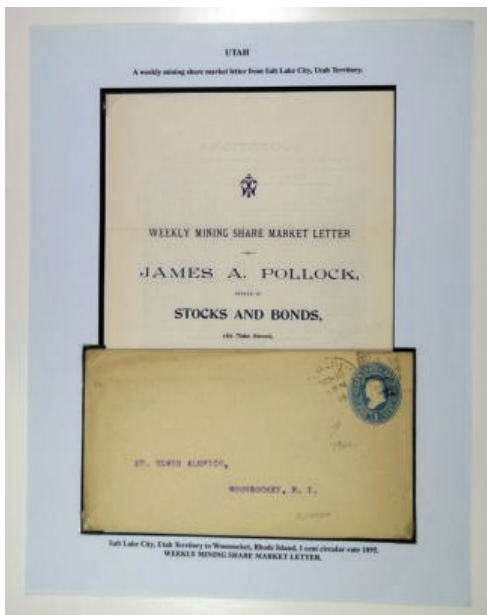 UTAH
A weekly mining share market letter from Salt Lake City, Utah Territory.
WEEKLY MINING SHARE MARKET LETTER
JAMES A. POLLOCK,
STOCKS AND BONDS,
WOONSOCKET, R. I.
Salt Lake City, Utah Territory to Woonsocket, Rhode Island, 1 cent circular rate 1895.
WEEKLY MINING SHARE MARKET LETTER.